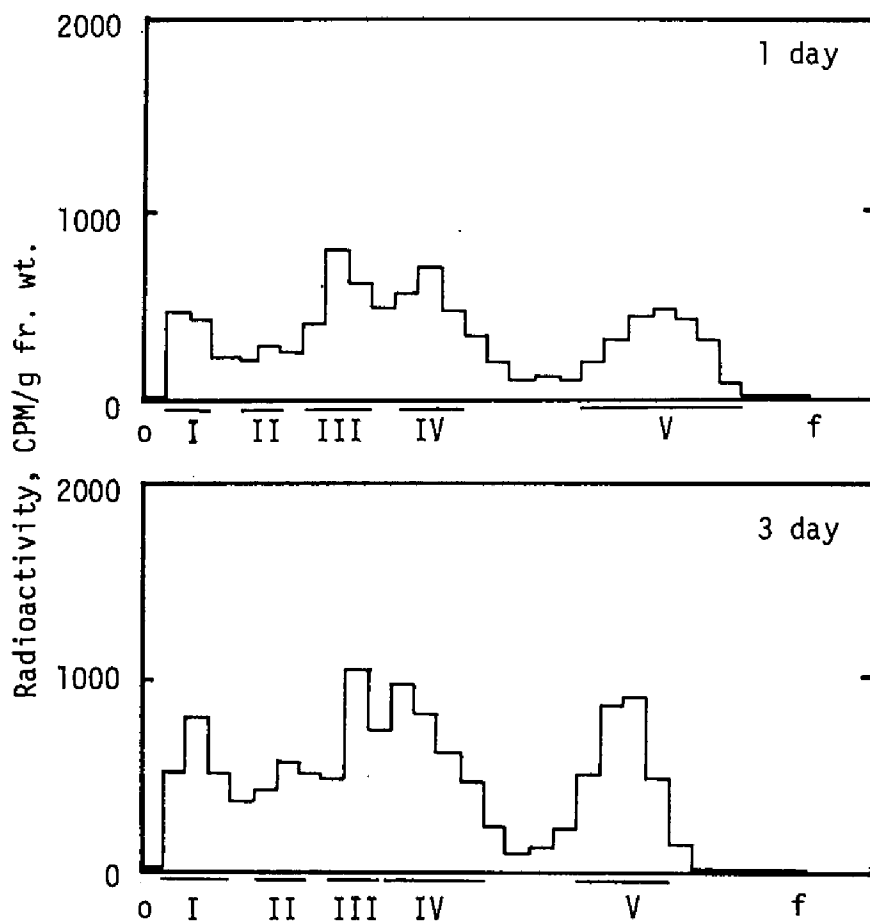 Radioactivity, CPM/g fr. wt.
2000
1 day
1000
0
o I II III IV V f
2000
3 day
1000
0
o I II III IV V f